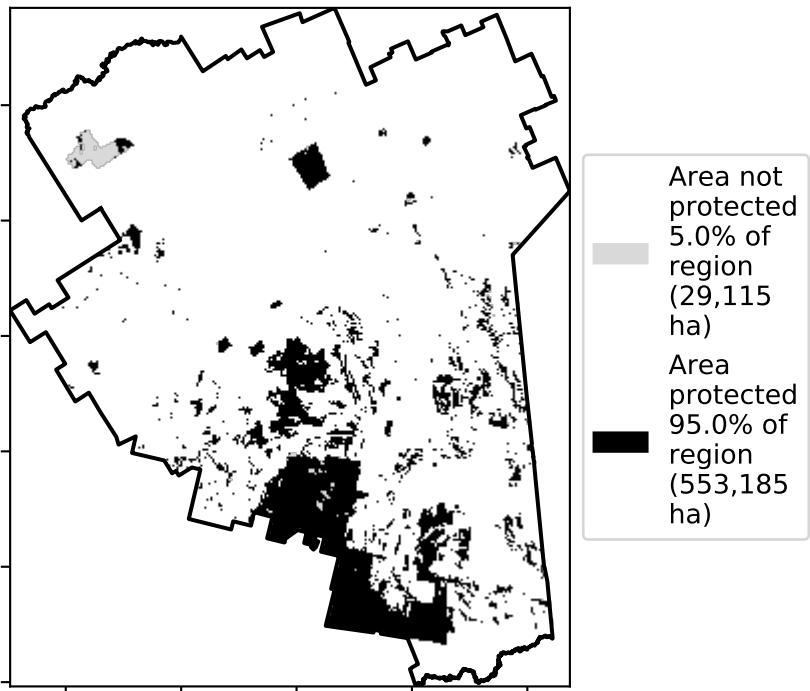 Area not
protected
5.0% of
region
(29,115
ha)
Area
protected
95.0% of
region
(553,185
ha)